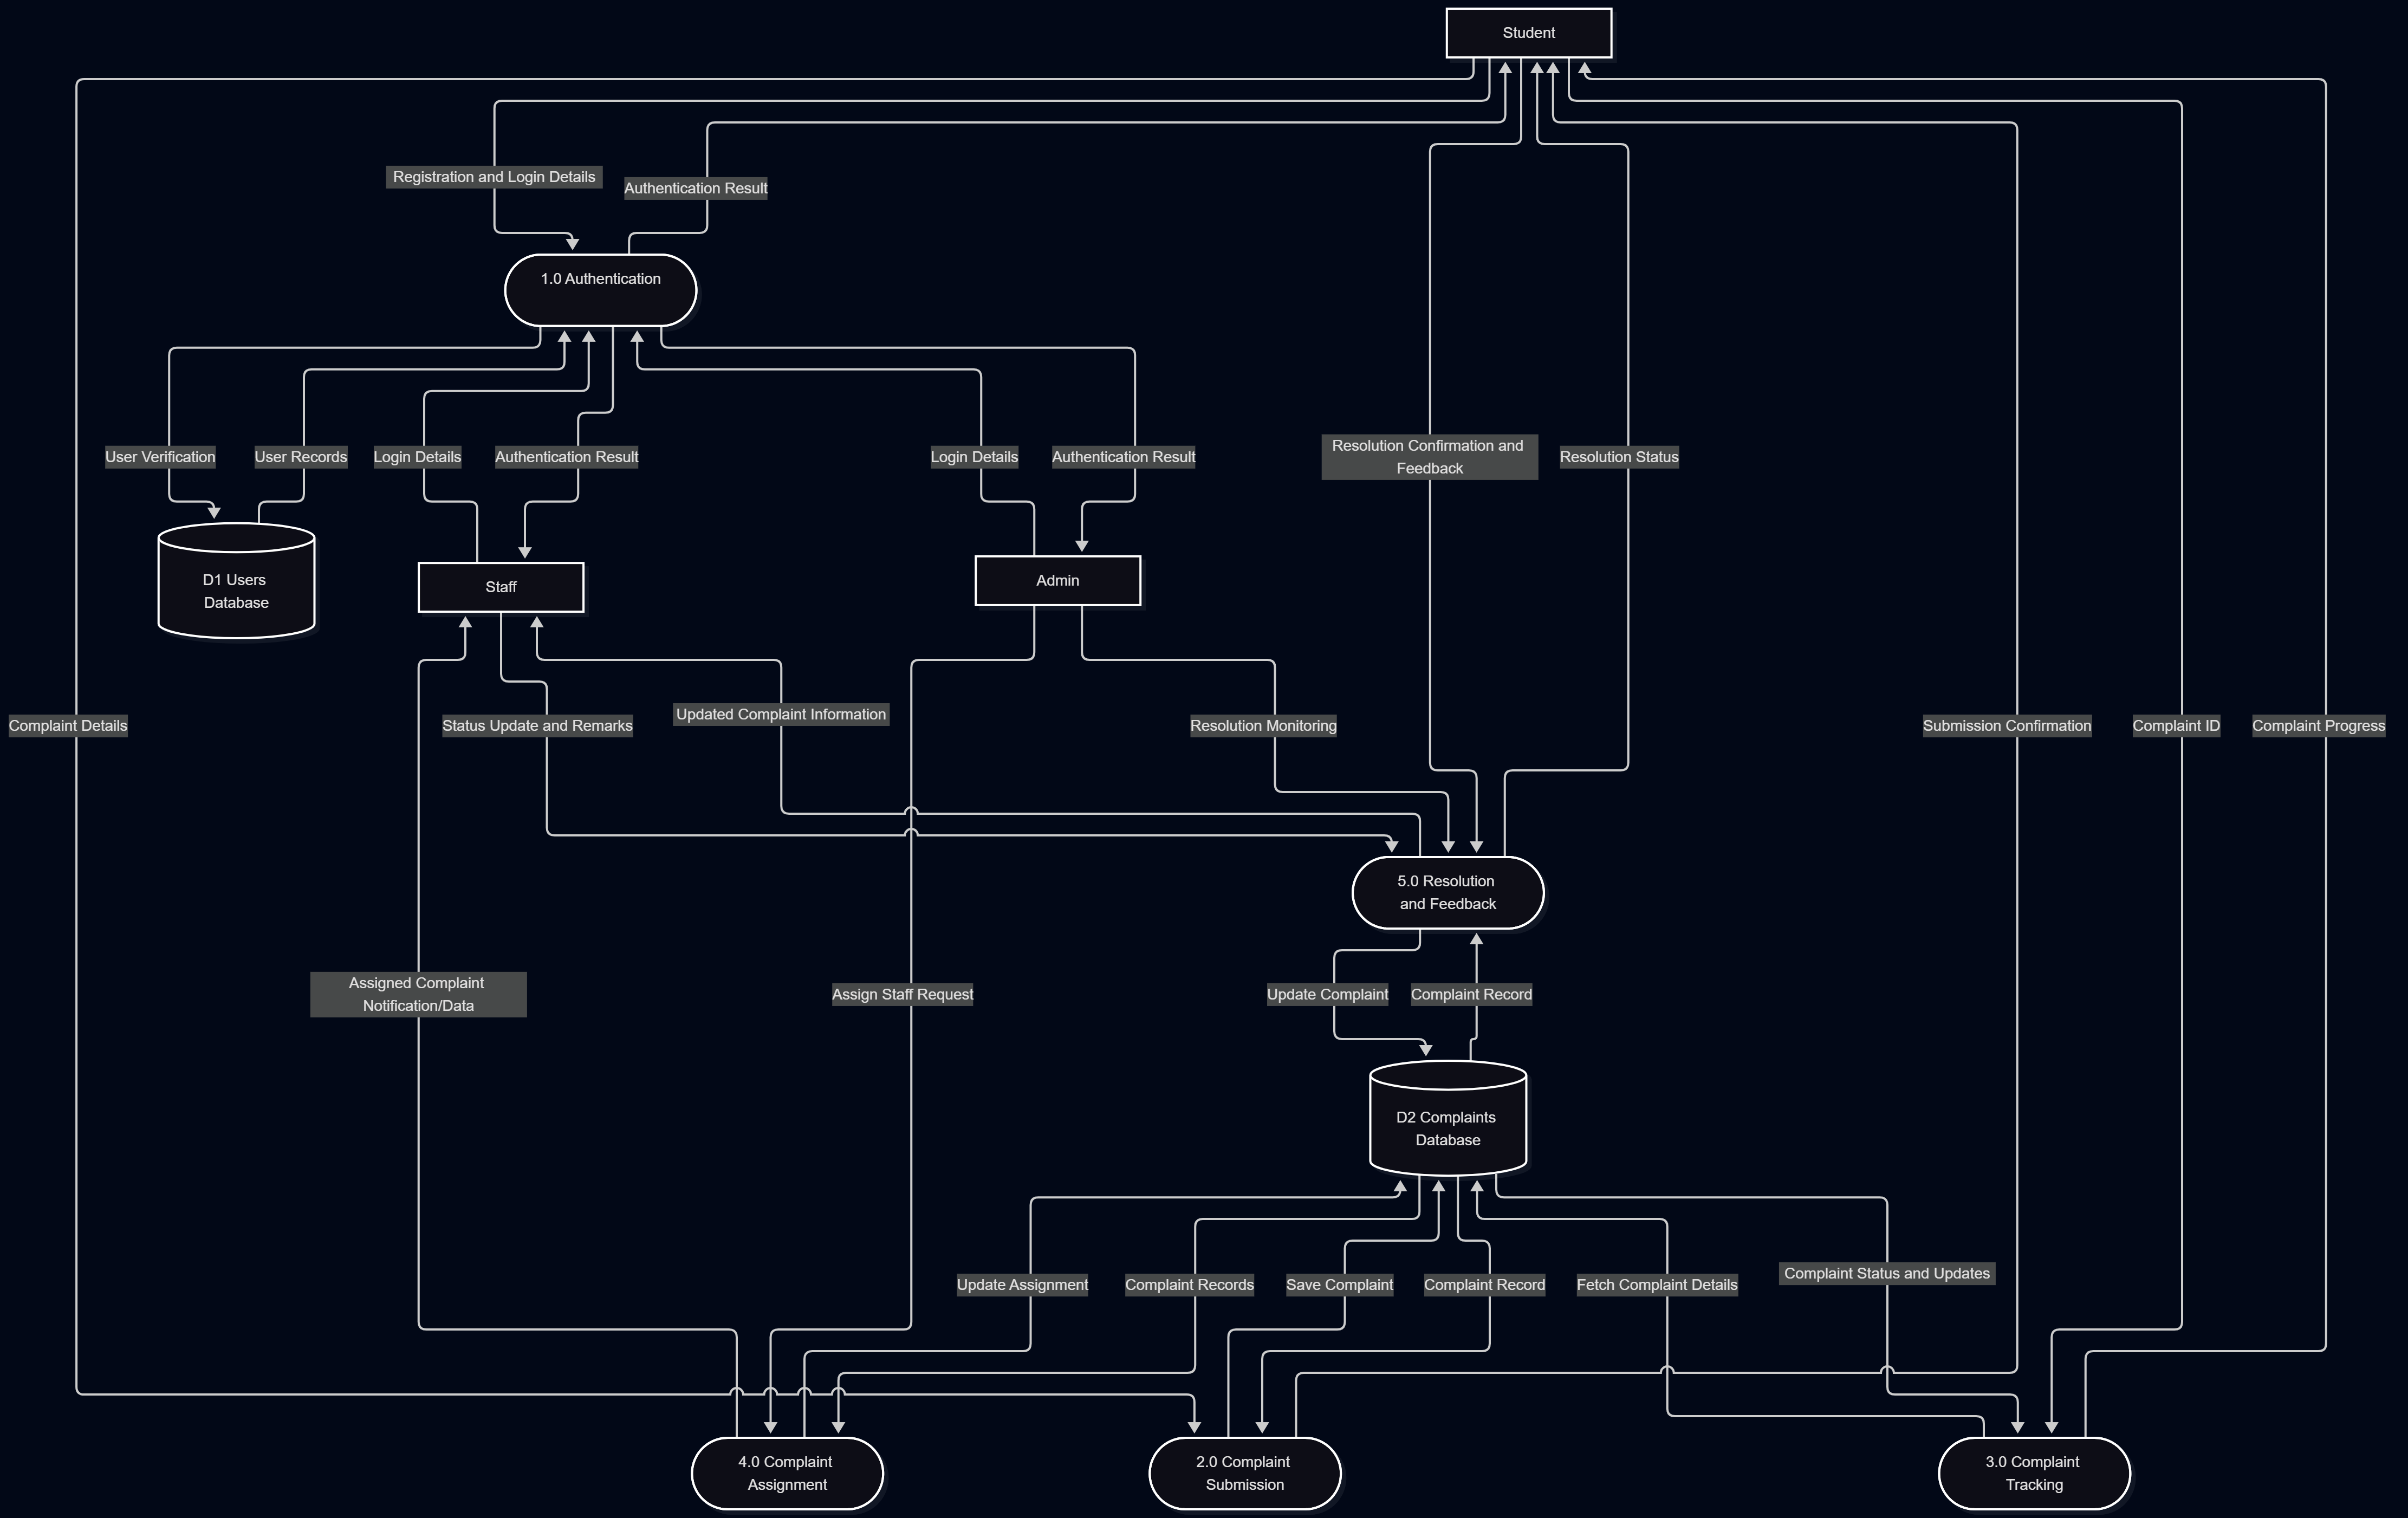 Student
Registration and Login Details
Authentication Result
1.0 Authentication
User Verification
User Records
Login Details
Authentication Result
Login Details
Authentication Result
Resolution Confirmation and
Feedback
Resolution Status
D1 Users
Database
Staff
Admin
Complaint Details
Status Update and Remarks
Updated Complaint Information
Resolution Monitoring
Submission Confirmation
Complaint ID
Complaint Progress
5.0 Resolution
and Feedback
Assigned Complaint
Notification/Data
Assign Staff Request
Update Complaint
Complaint Record
D2 Complaints
Database
Update Assignment
Complaint Records
Save Complaint
Complaint Record
Fetch Complaint Details
Complaint Status and Updates
4.0 Complaint
Assignment
2.0 Complaint
Submission
3.0 Complaint
Tracking